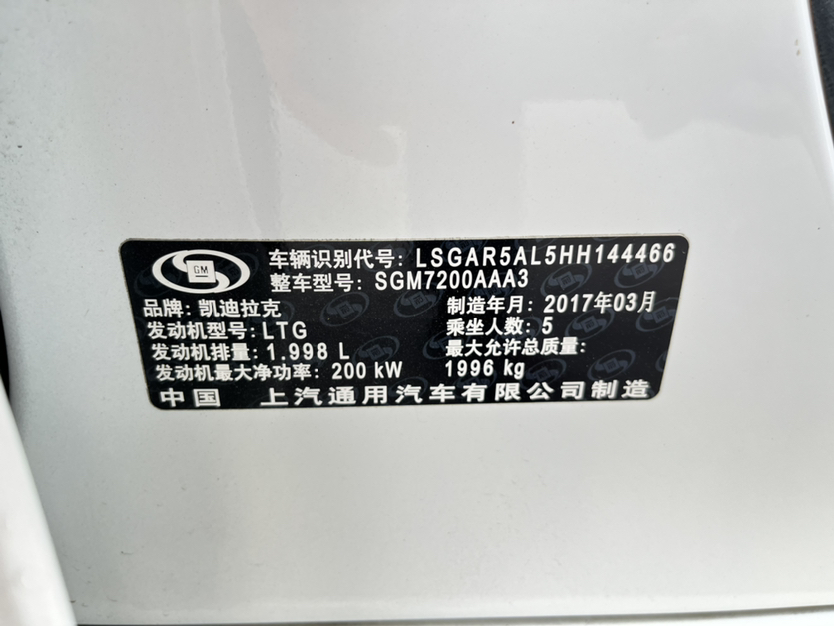 GM
车辆识别代号: LSGAR5AL5HH144466
整车型号: SGM7200AAA3
品牌: 凯迪拉克 制造年月: 2017年03月
发动机型号: LTG 乘坐人数: 5
发动机排量: 1.998 L 最大允许总质量:
发动机最大净功率: 200 kW 1996 kg
中国 上汽通用汽车有限公司制造